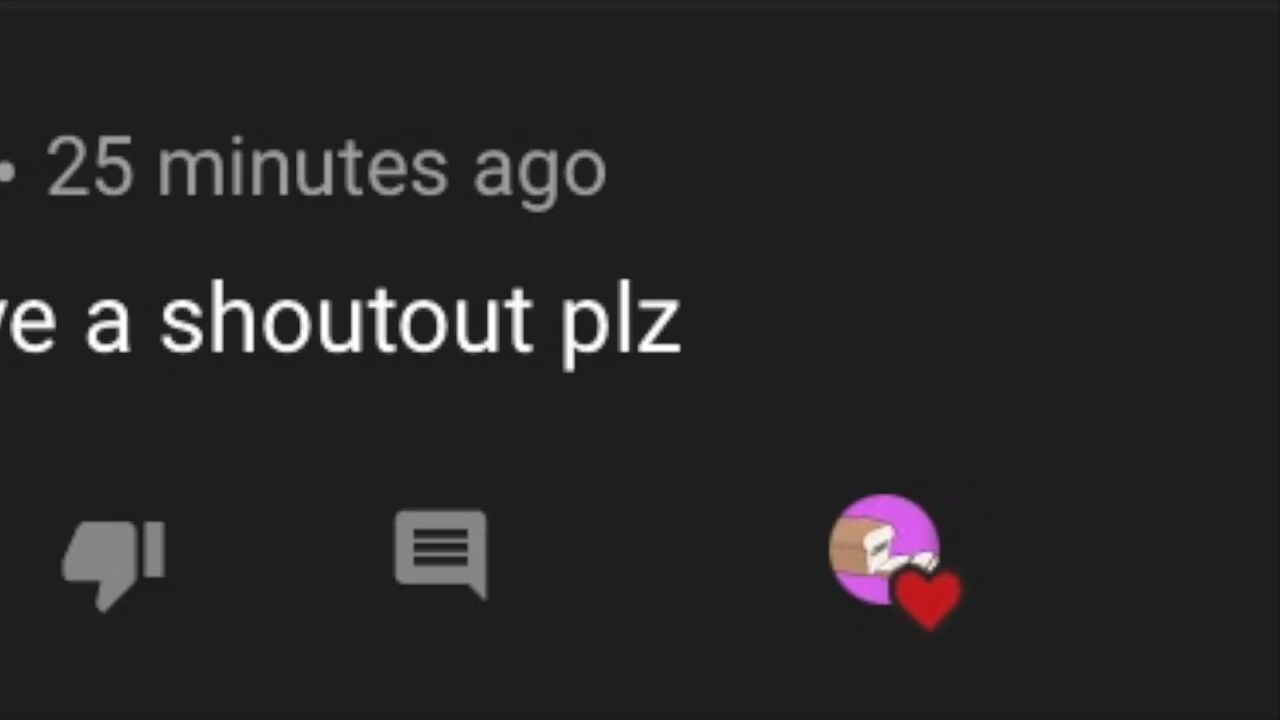 • 25 minutes ago
ve a shoutout plz